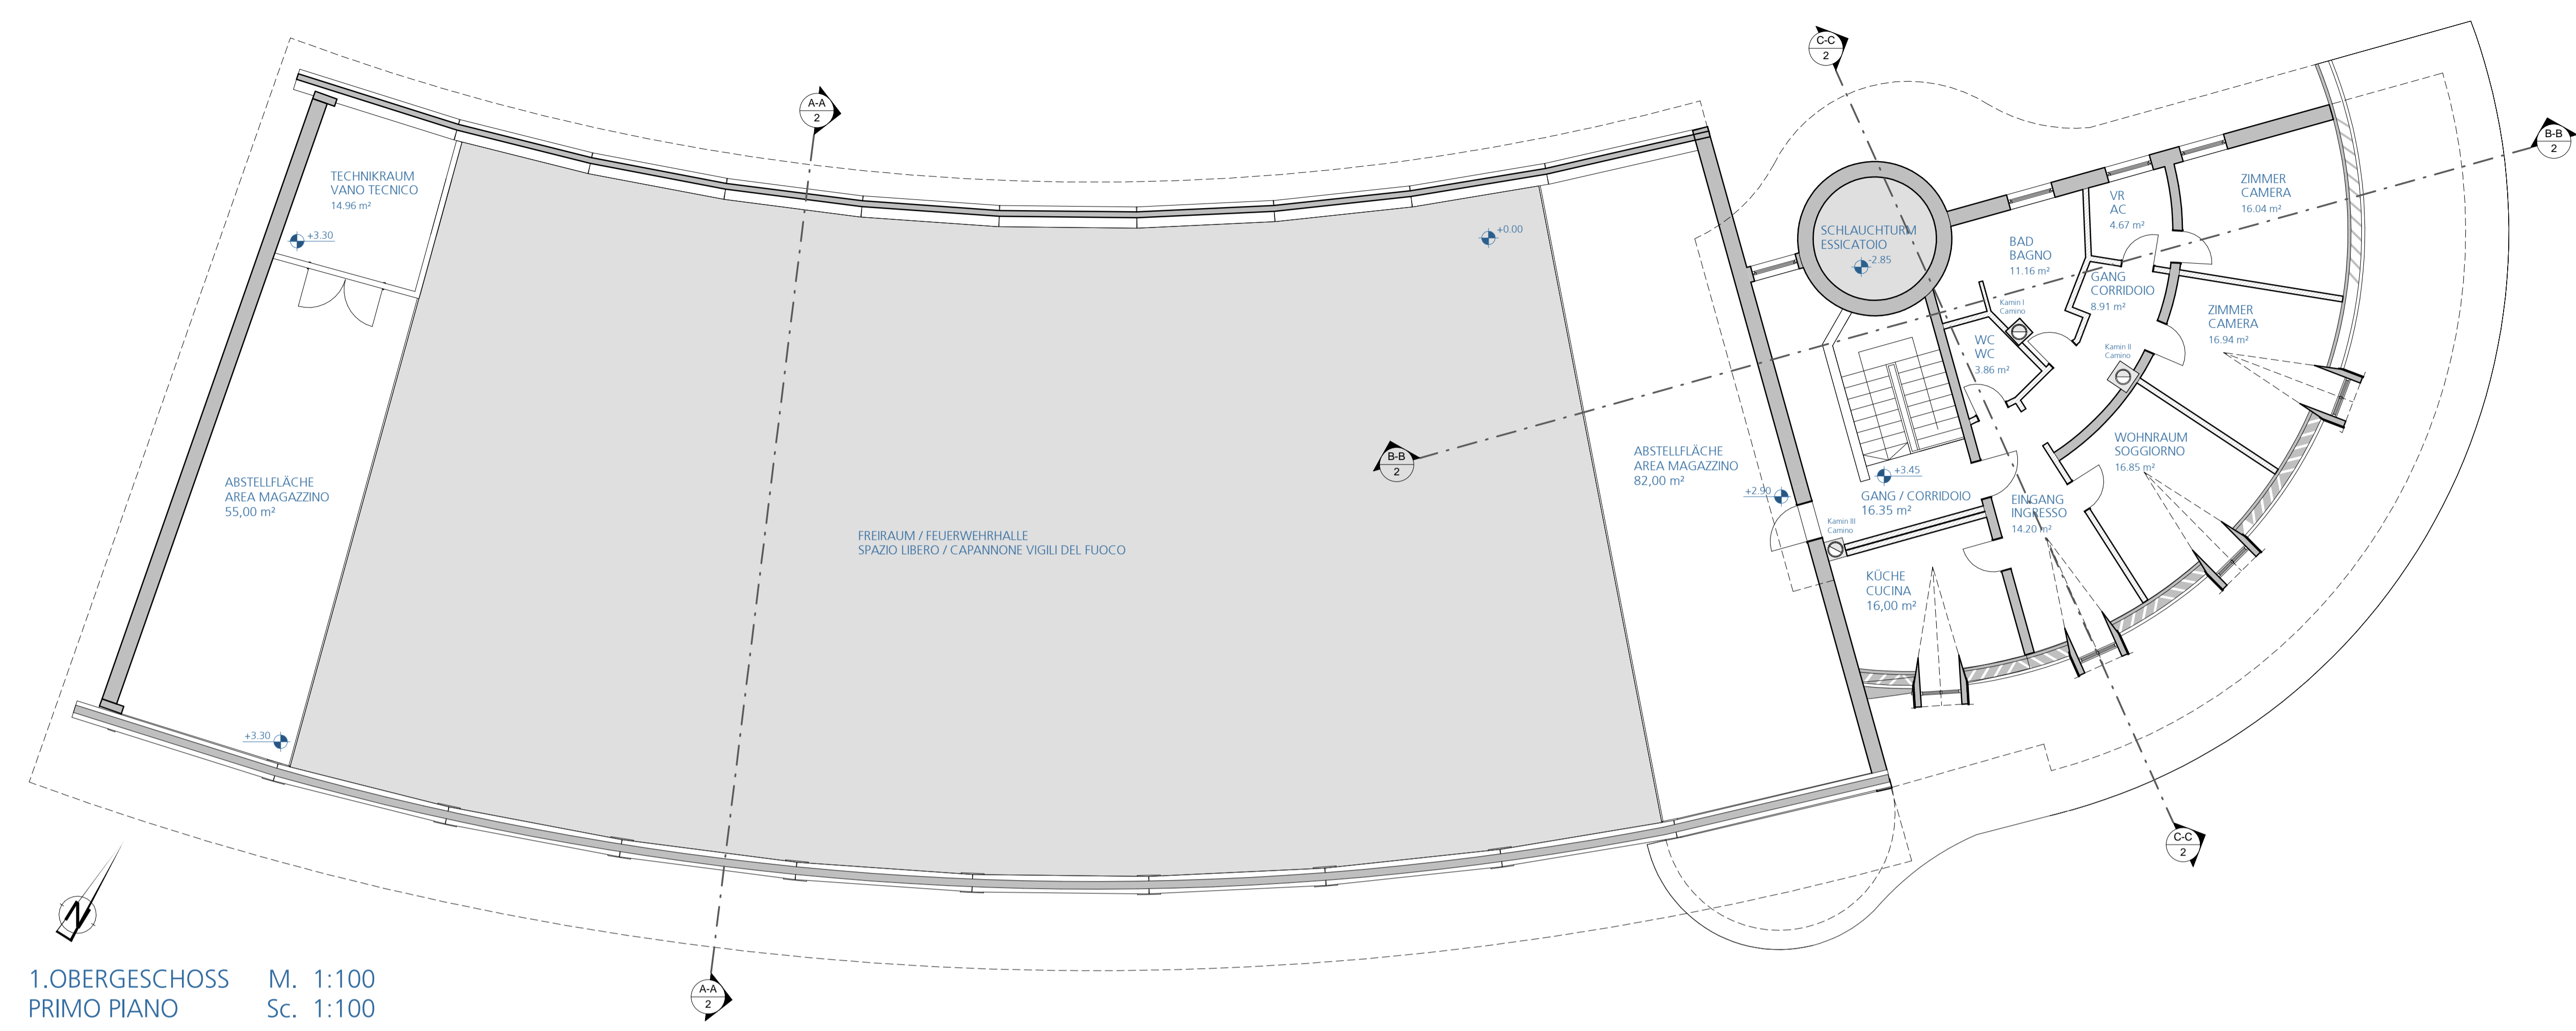 C-C
2
A-A
2
B-B
2
TECHNIKRAUM
VANO TECNICO
14.96 m²
+3.30
ZIMMER
CAMERA
16.04 m²
VR
AC
4.67 m²
+0.00
SCHLAUCHTURM
ESSICATOIO
-2.85
BAD
BAGNO
11.16 m²
GANG
CORRIDOIO
8.91 m²
Kamin I
Camino
ZIMMER
CAMERA
16.94 m²
WC
WC
3.86 m²
Kamin II
Camino
B-B
2
ABSTELLFLÄCHE
AREA MAGAZZINO
82,00 m²
WOHNRAUM
SOGGIORNO
16.85 m²
+3.45
+2.90
GANG / CORRIDOIO
16.35 m²
EINGANG
INGRESSO
14.20 m²
ABSTELLFLÄCHE
AREA MAGAZZINO
55,00 m²
Kamin III
Camino
FREIRAUM / FEUERWEHRHALLE
SPAZIO LIBERO / CAPANNONE VIGILI DEL FUOCO
KÜCHE
CUCINA
16,00 m²
+3.30
C-C
2
N
A-A
2
1.OBERGESCHOSS M. 1:100
PRIMO PIANO Sc. 1:100